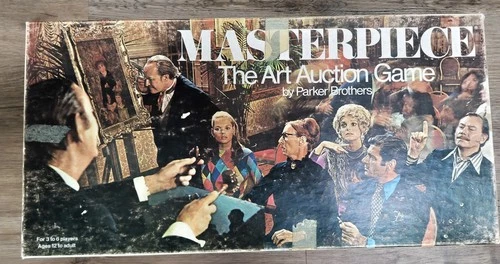 MASTERPIECE
The Art Auction Game
by Parker Brothers
For 3 to 6 players
Ages 12 to adult